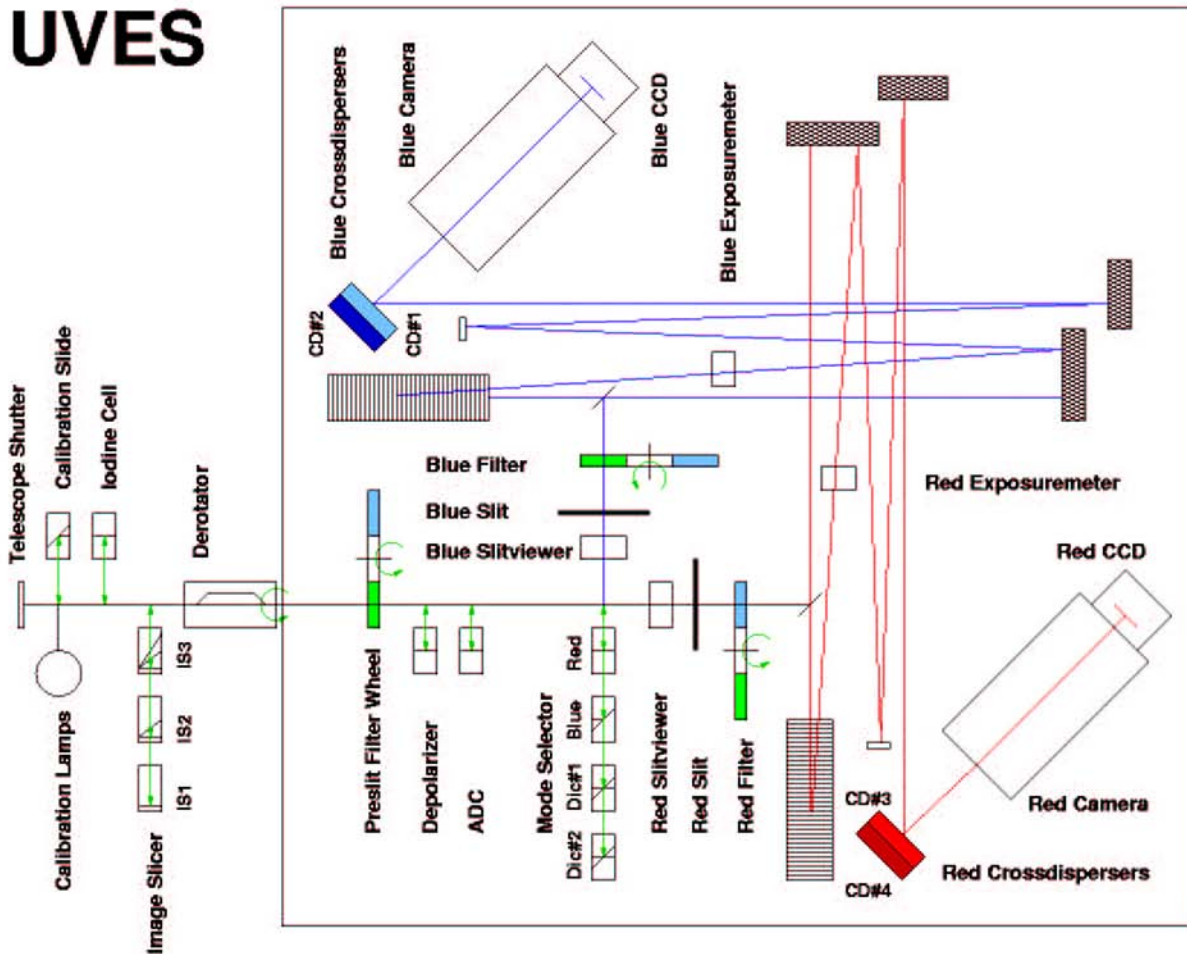 UVES
Blue Crossdispersers
Blue Camera
Blue CCD
Blue Exposuremeter
CD#2
CD#1
Telescope Shutter
Calibration Slide
Iodine Cell
Derotator
Blue Filter
Blue Slit
Blue Slitviewer
Red Exposuremeter
Red CCD
IS3
IS2
IS1
Red
Blue
Dic#1
Dic#2
Calibration Lamps
Image Slicer
Preslit Filter Wheel
Depolarizer
ADC
Mode Selector
Red Slitviewer
Red Slit
Red Filter
CD#3
CD#4
Red Camera
Red Crossdispersers